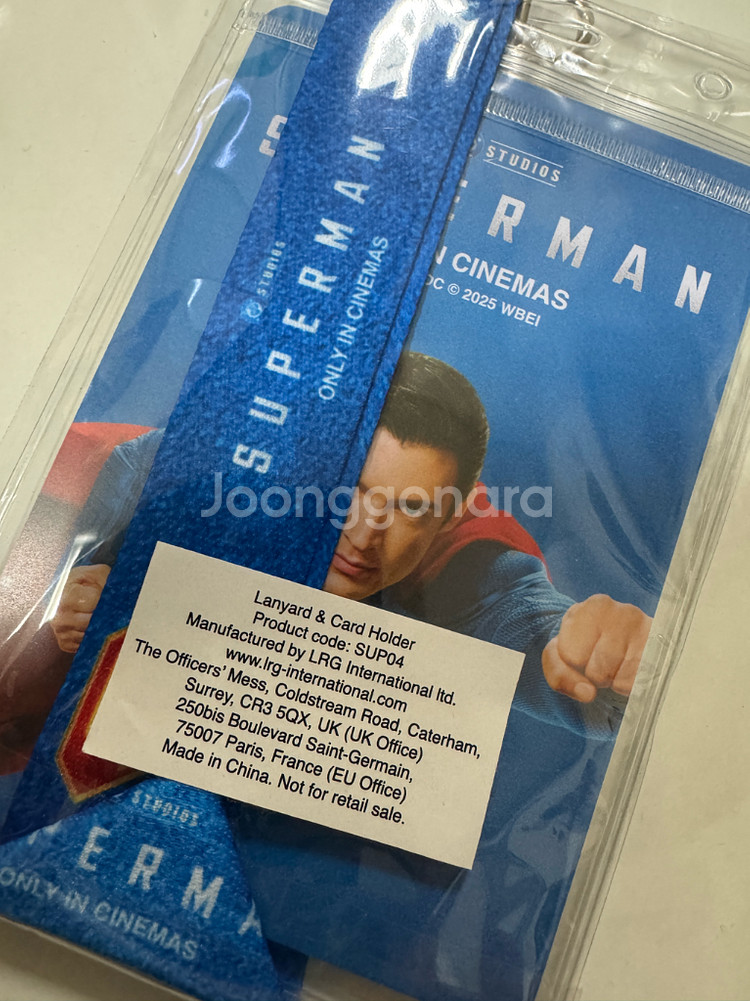 STUDIOS
ERMAN
N CINEMAS
DC © 2025 WBEI
STUDIOS
SUPERMAN
ONLY IN CINEMAS
Joonggonara
Lanyard & Card Holder
Product code: SUP04
Manufactured by LRG International ltd.
www.lrg-international.com
The Officers' Mess, Coldstream Road, Caterham,
Surrey, CR3 5QX, UK (UK Office)
250bis Boulevard Saint-Germain,
75007 Paris, France (EU Office)
Made in China. Not for retail sale.
STUDIOS
PERMA
ONLY IN CINEMAS